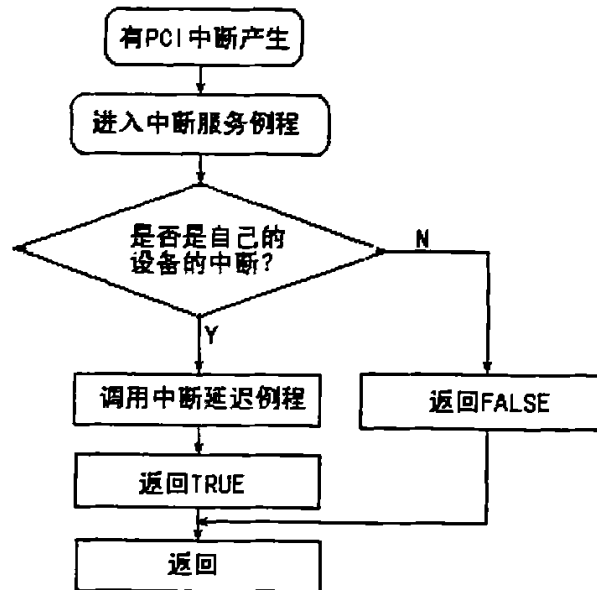 有PCI中断产生
进入中断服务例程
是否是自己的
设备的中断?
N
Y
调用中断延迟例程
返回FALSE
返回TRUE
返回